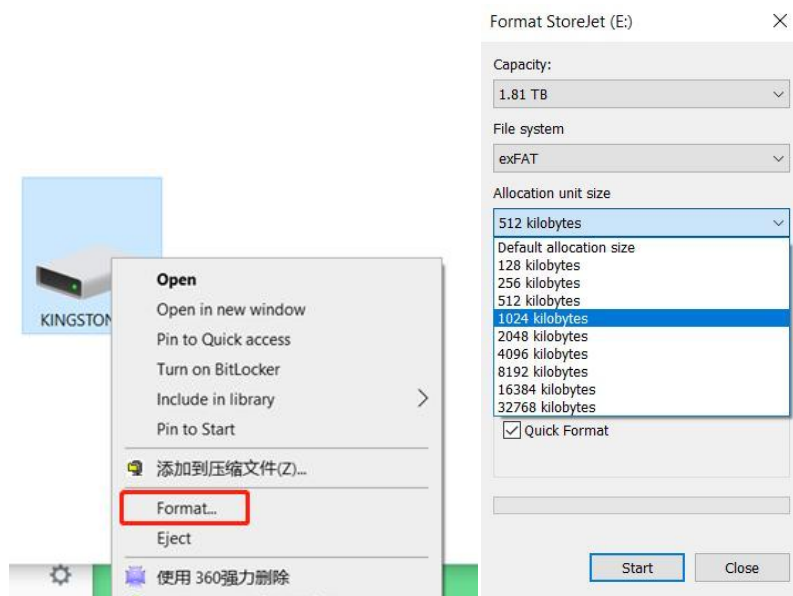 KINGSTON
Open
Open in new window
Pin to Quick access
Turn on BitLocker
Include in library
Pin to Start
添加到压缩文件(Z)...
Format...
Eject
使用 360强力删除
Format StoreJet (E:)
Capacity:
1.81 TB
File system
exFAT
Allocation unit size
512 kilobytes
Default allocation size
128 kilobytes
256 kilobytes
512 kilobytes
1024 kilobytes
2048 kilobytes
4096 kilobytes
8192 kilobytes
16384 kilobytes
32768 kilobytes
Quick Format
Start
Close